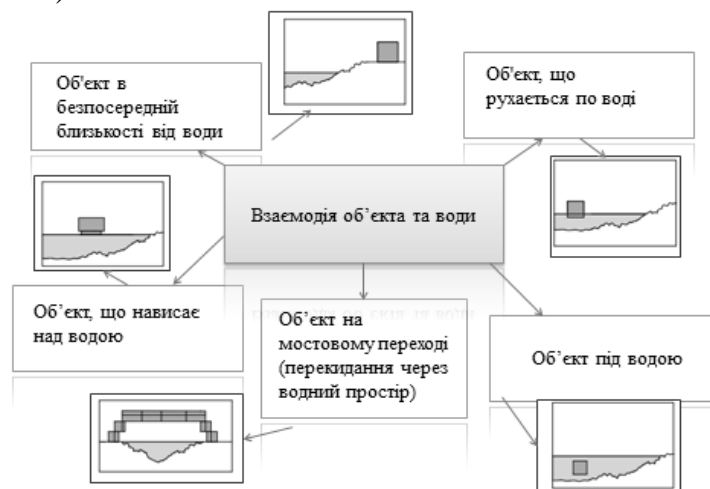 Об'єкт в
безпосередній
близькості від води
Об'єкт, що
рухається по воді
Взаємодія об’єкта та води
Об’єкт, що нависає
над водою
Об’єкт на
мостовому переході
(перекидання через
водний простір)
Об’єкт під водою